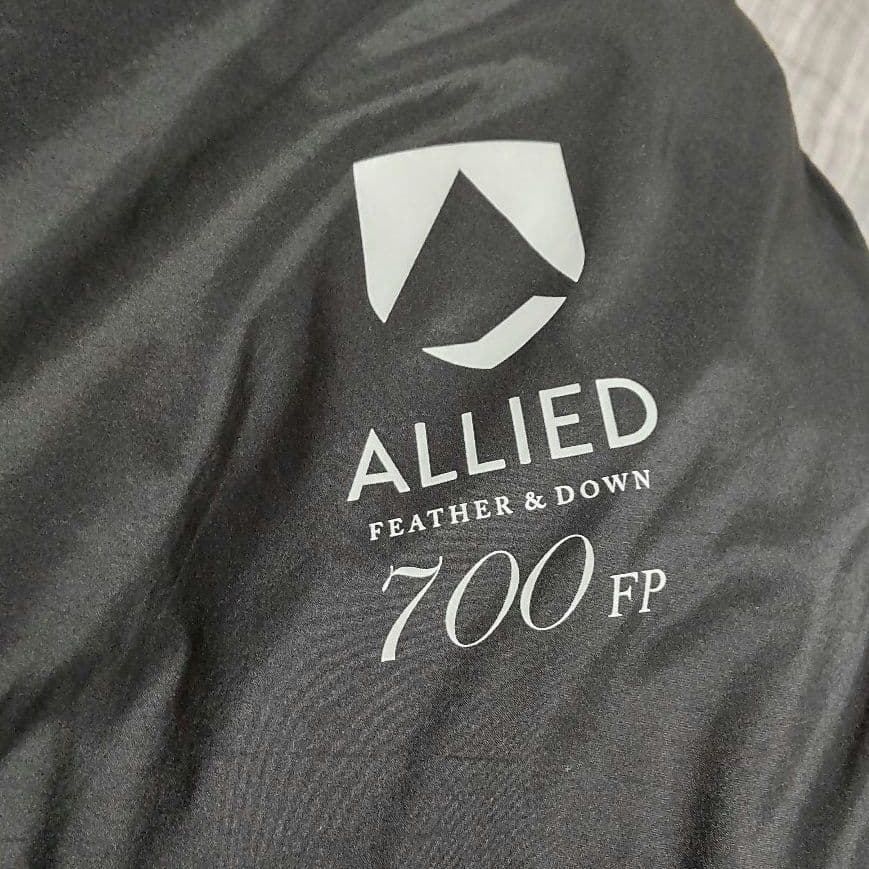 ALLIED
FEATHER & DOWN
700 FP